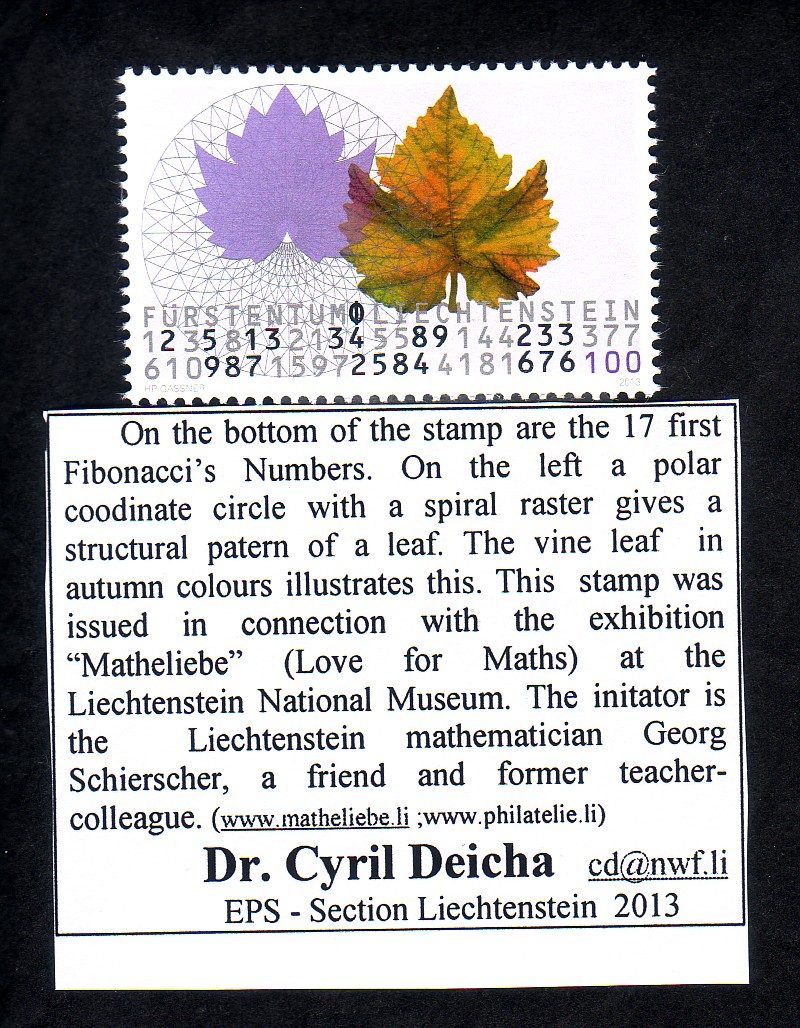 FÜRSTENTUM LIECHTENSTEIN
1235813213455891442333 77
610987159725844181676 100
HP GASSNER 2013
On the bottom of the stamp are the 17 first
Fibonacci’s Numbers. On the left a polar
coodinate circle with a spiral raster gives a
structural patern of a leaf. The vine leaf in
autumn colours illustrates this. This stamp was
issued in connection with the exhibition
“Matheliebe” (Love for Maths) at the
Liechtenstein National Museum. The initator is
the Liechtenstein mathematician Georg
Schierscher, a friend and former teacher-
colleague. (www.matheliebe.li ;www.philatelie.li)
Dr. Cyril Deicha cd@nwf.li
EPS - Section Liechtenstein 2013